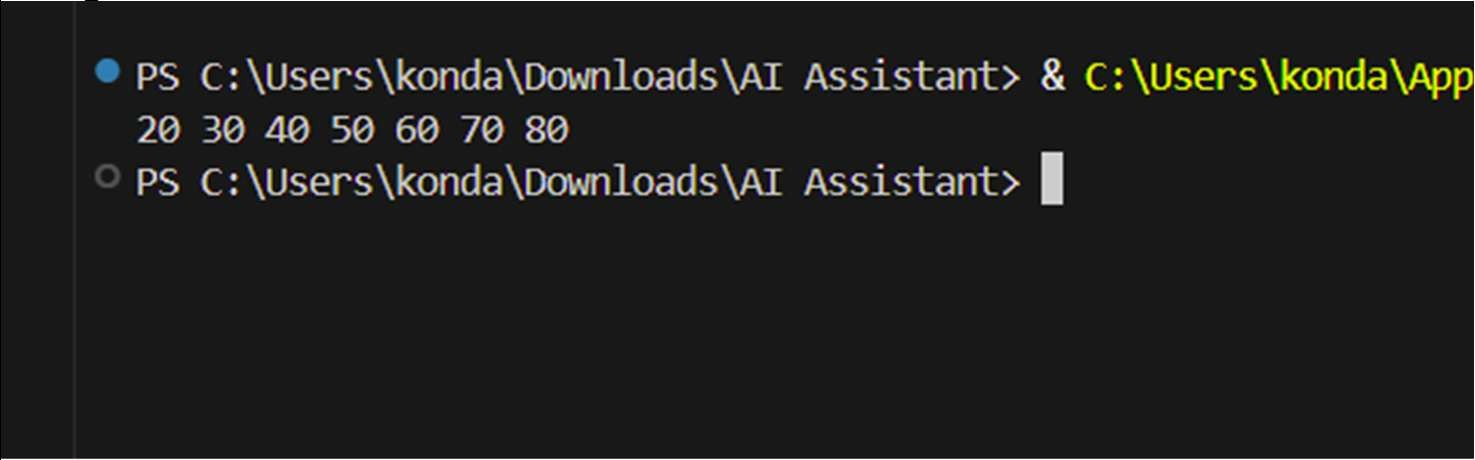 PS C:\Users\konda\Downloads\AI Assistant> & C:\Users\konda\App
20 30 40 50 60 70 80
PS C:\Users\konda\Downloads\AI Assistant>